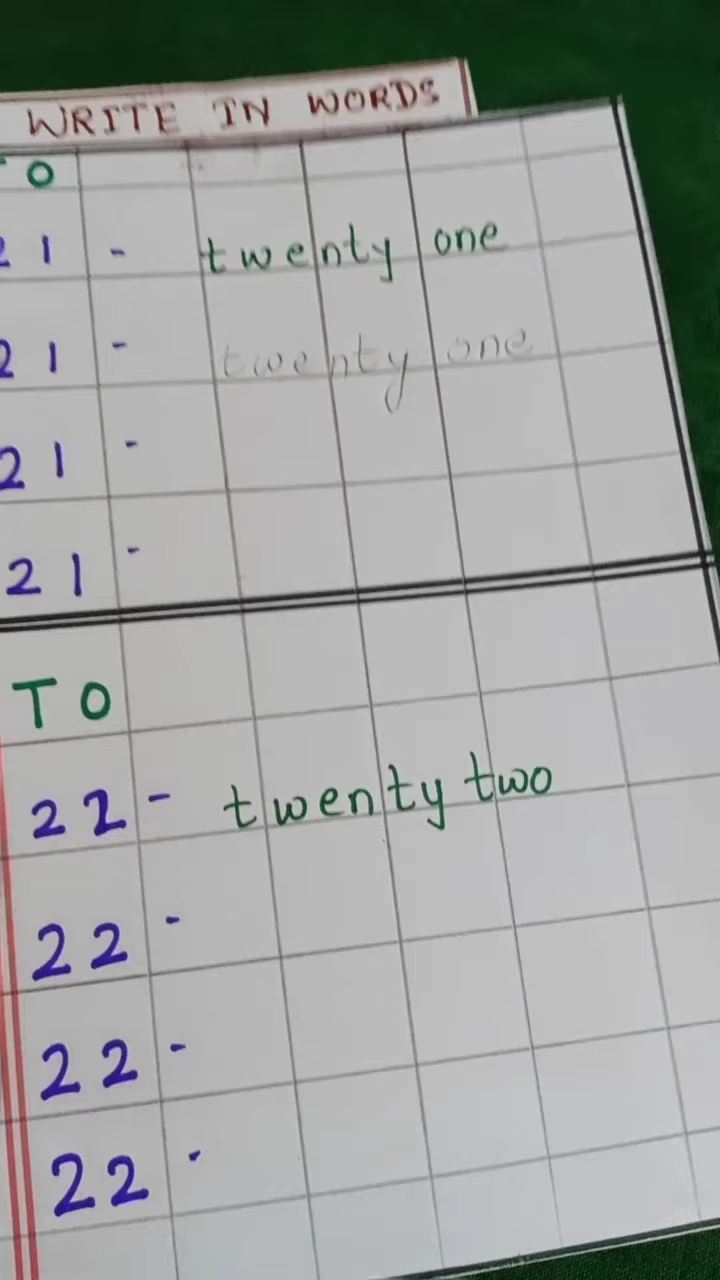 WRITE IN WORDS
T O
21 - twenty one
21 - twenty one
21 -
21 -
T O
22 - twenty two
22 -
22 -
22 -